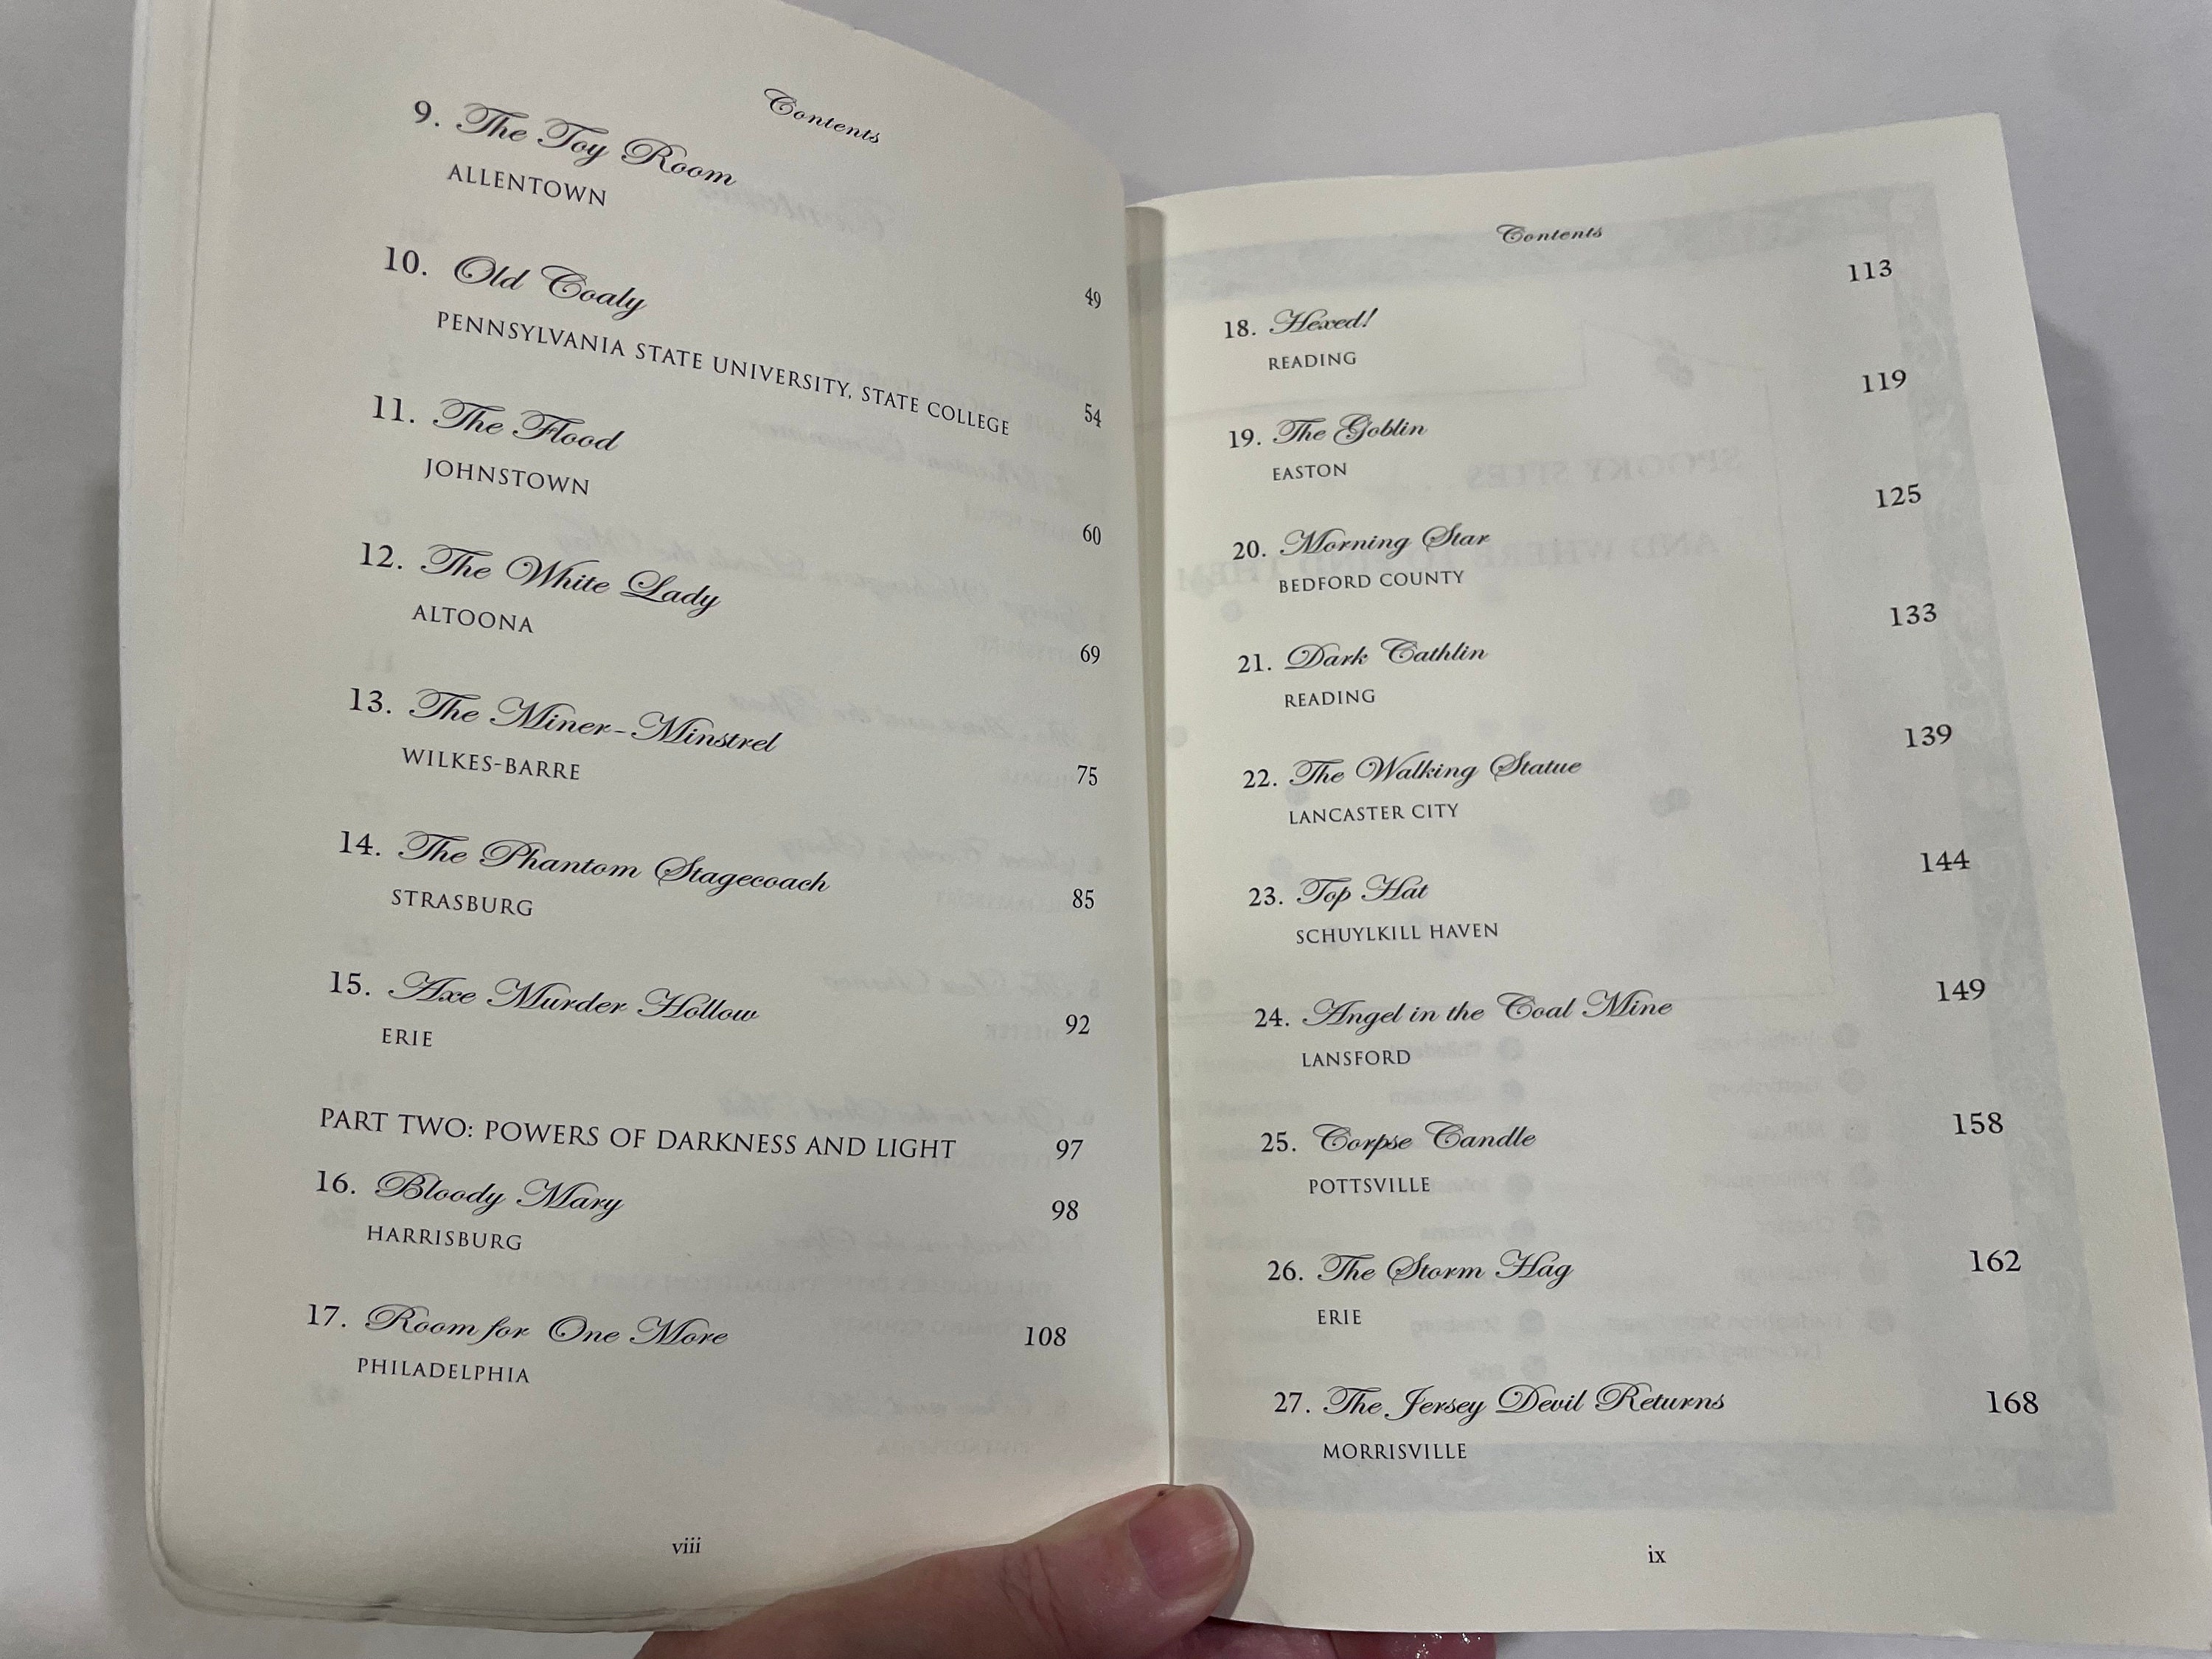 Contents
9. The Toy Room 49
ALLENTOWN
10. Old Coaly 54
PENNSYLVANIA STATE UNIVERSITY, STATE COLLEGE
11. The Flood 60
JOHNSTOWN
12. The White Lady 69
ALTOONA
13. The Miner-Minstrel 75
WILKES-BARRE
14. The Phantom Stagecoach 85
STRASBURG
15. Axe Murder Hollow 92
ERIE
PART TWO: POWERS OF DARKNESS AND LIGHT 97
16. Bloody Mary 98
HARRISBURG
17. Room for One More 108
PHILADELPHIA
viii
Contents
18. Hexed! 113
READING
19. The Goblin 119
EASTON
20. Morning Star 125
BEDFORD COUNTY
21. Dark Cathlin 133
READING
22. The Walking Statue 139
LANCASTER CITY
23. Top Hat 144
SCHUYLKILL HAVEN
24. Angel in the Coal Mine 149
LANSFORD
25. Corpse Candle 158
POTTSVILLE
26. The Storm Hag 162
ERIE
27. The Jersey Devil Returns 168
MORRISVILLE
ix